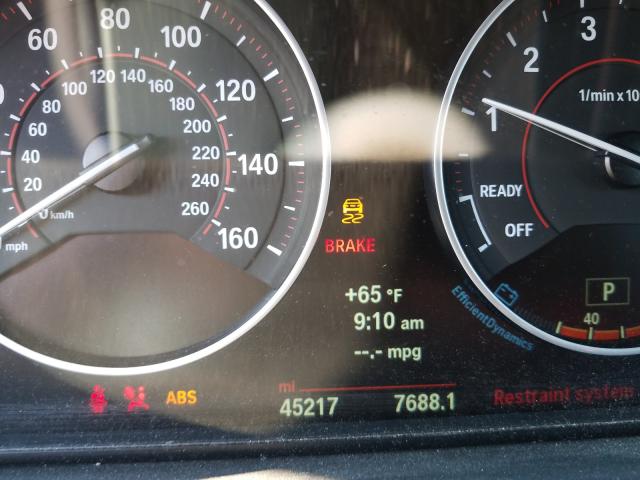 60 80 100 120 140 160
20 40 60 80 100 120 140 160 180 200 220 240 260
km/h
mph
1 2 3
1/min x 10
READY
OFF
BRAKE
+65 °F
9:10 am
--.- mpg
P
40
EfficientDynamics
ABS
mi
45217 7688.1
Restraint system